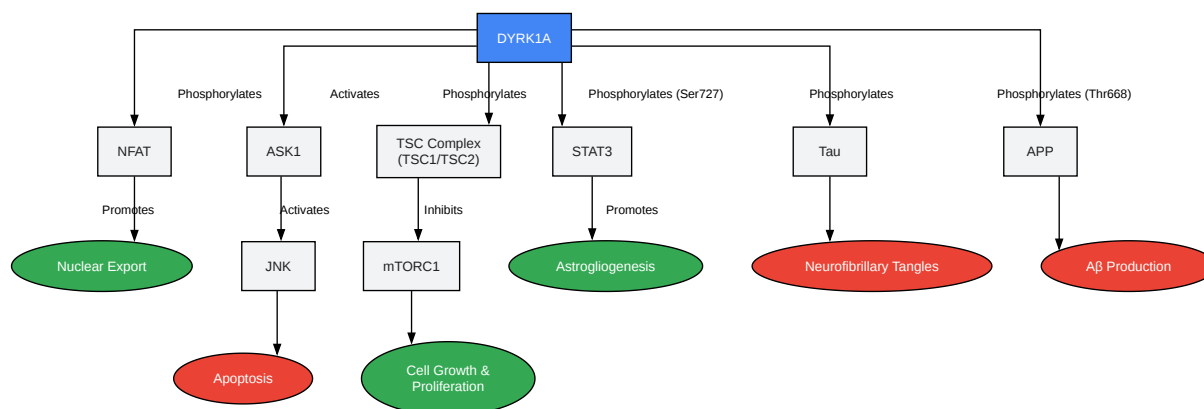 DYRK1A
Phosphorylates
Activates
Phosphorylates
Phosphorylates (Ser727)
Phosphorylates
Phosphorylates (Thr668)
NFAT
ASK1
TSC Complex
(TSC1/TSC2)
STAT3
Tau
APP
Promotes
Activates
Inhibits
Promotes
Nuclear Export
JNK
mTORC1
Astrogliogenesis
Neurofibrillary Tangles
Aβ Production
Apoptosis
Cell Growth &
Proliferation